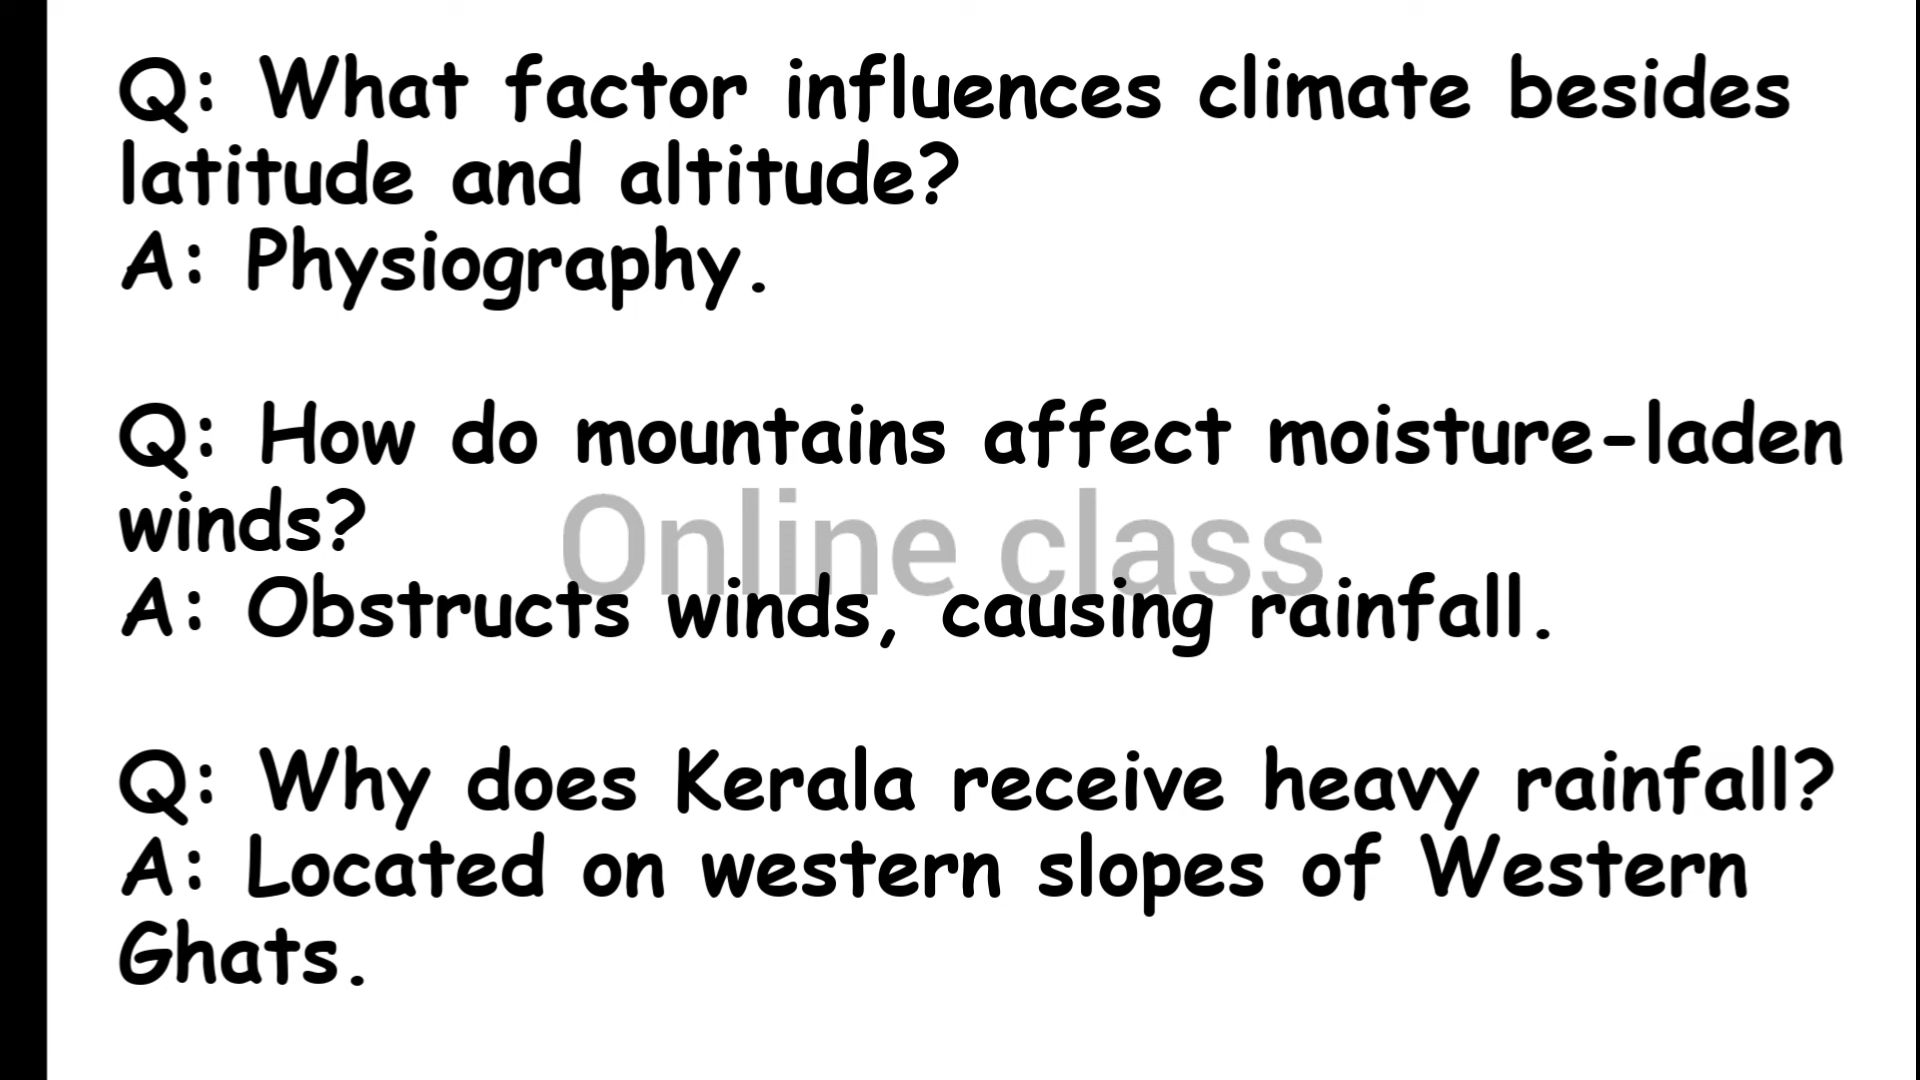 Q: What factor influences climate besides
latitude and altitude?
A: Physiography.
Q: How do mountains affect moisture-laden
winds?
Online class
A: Obstructs winds, causing rainfall.
Q: Why does Kerala receive heavy rainfall?
A: Located on western slopes of Western
Ghats.